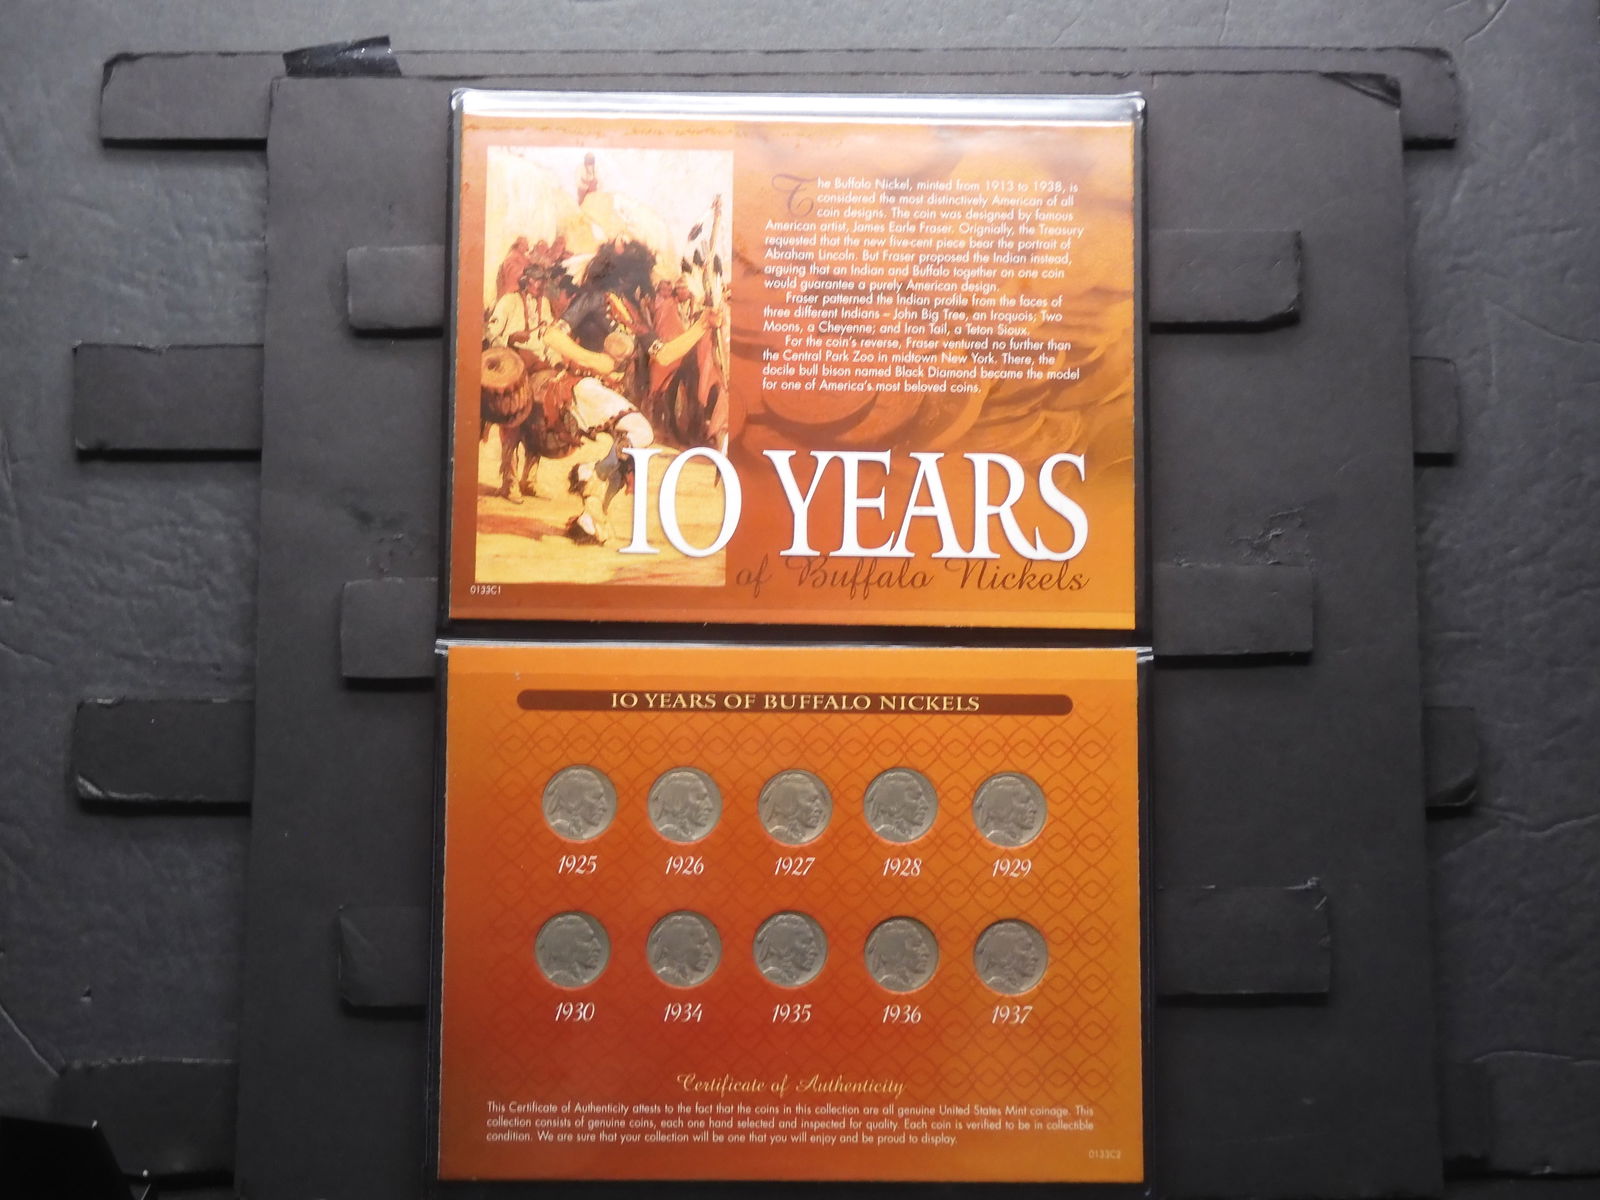 The Buffalo Nickel, minted from 1913 to 1938, is
considered the most distinctively American of all
coin designs. The coin was designed by famous
American artist, James Earle Fraser. Orignially, the Treasury
requested that the new five-cent piece bear the portrait of
Abraham Lincoln. But Fraser proposed the Indian instead,
arguing that an Indian and Buffalo together on one coin
would guarantee a purely American design.
Fraser patterned the Indian profile from the faces of
three different Indians – John Big Tree, an Iroquois; Two
Moons, a Cheyenne; and Iron Tail, a Teton Sioux.
For the coin's reverse, Fraser ventured no further than
the Central Park Zoo in midtown New York. There, the
docile bull bison named Black Diamond became the model
for one of America's most beloved coins.
10 YEARS
of Buffalo Nickels
0133C1
10 YEARS OF BUFFALO NICKELS
1925 1926 1927 1928 1929
1930 1934 1935 1936 1937
Certificate of Authenticity
This Certificate of Authenticity attests to the fact that the coins in this collection are all genuine United States Mint coinage. This
collection consists of genuine coins, each one hand selected and inspected for quality. Each coin is verified to be in collectible
condition. We are sure that your collection will be one that you will enjoy and be proud to display.
0133C2